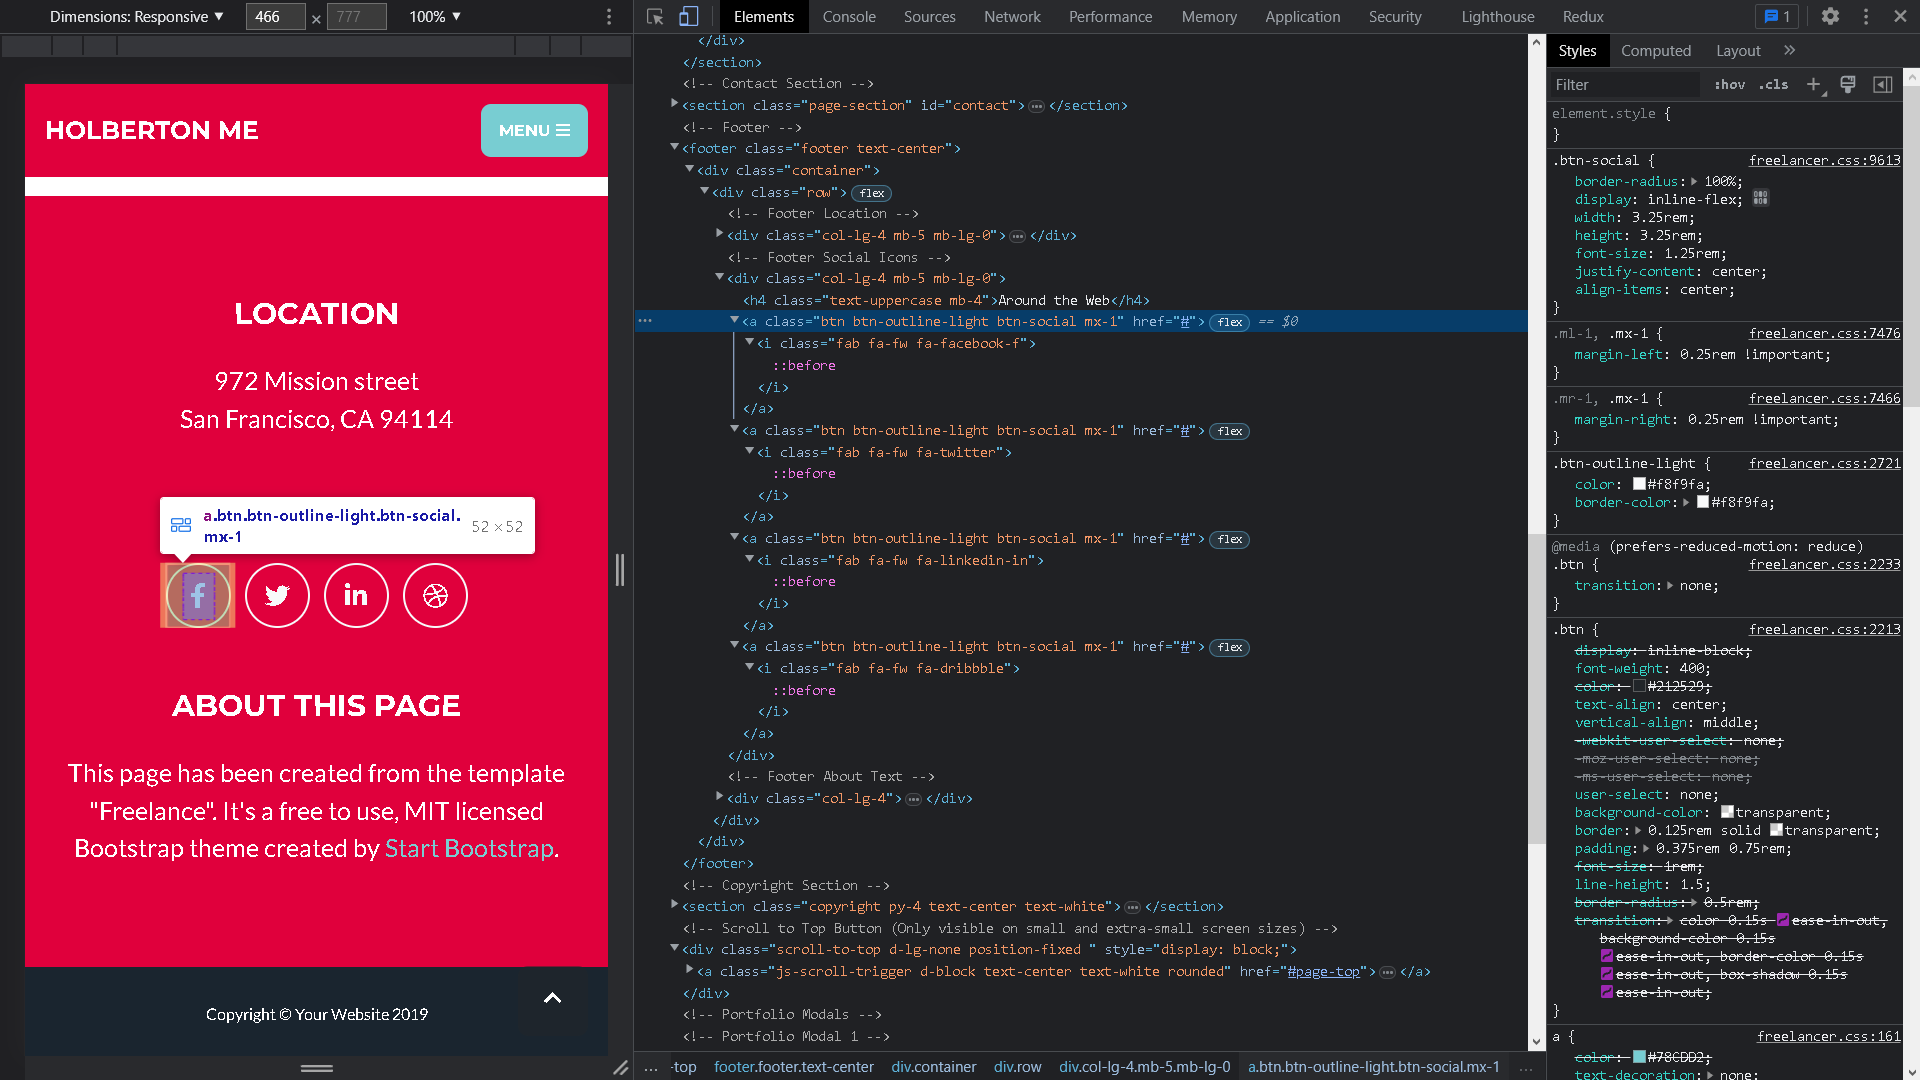 Dimensions: Responsive ▼ 466 × 777 100% ▼
Elements Console Sources Network Performance Memory Application Security Lighthouse Redux 1
HOLBERTON ME
MENU
LOCATION
972 Mission street
San Francisco, CA 94114
a.btn.btn-outline-light.btn-social.
mx-1
52 × 52
ABOUT THIS PAGE
This page has been created from the template
"Freelance". It's a free to use, MIT licensed
Bootstrap theme created by Start Bootstrap.
Copyright © Your Website 2019
</div>
</section>
<!-- Contact Section -->
<section class="page-section" id="contact">…</section>
<!-- Footer -->
<footer class="footer text-center">
<div class="container">
<div class="row"> flex
<!-- Footer Location -->
<div class="col-lg-4 mb-5 mb-lg-0">…</div>
<!-- Footer Social Icons -->
<div class="col-lg-4 mb-5 mb-lg-0">
<h4 class="text-uppercase mb-4">Around the Web</h4>
… <a class="btn btn-outline-light btn-social mx-1" href="#"> flex == $0
<i class="fab fa-fw fa-facebook-f">
::before
</i>
</a>
<a class="btn btn-outline-light btn-social mx-1" href="#"> flex
<i class="fab fa-fw fa-twitter">
::before
</i>
</a>
<a class="btn btn-outline-light btn-social mx-1" href="#"> flex
<i class="fab fa-fw fa-linkedin-in">
::before
</i>
</a>
<a class="btn btn-outline-light btn-social mx-1" href="#"> flex
<i class="fab fa-fw fa-dribbble">
::before
</i>
</a>
</div>
<!-- Footer About Text -->
<div class="col-lg-4">…</div>
</div>
</div>
</footer>
<!-- Copyright Section -->
<section class="copyright py-4 text-center text-white">…</section>
<!-- Scroll to Top Button (Only visible on small and extra-small screen sizes) -->
<div class="scroll-to-top d-lg-none position-fixed " style="display: block;">
<a class="js-scroll-trigger d-block text-center text-white rounded" href="#page-top">…</a>
</div>
<!-- Portfolio Modals -->
<!-- Portfolio Modal 1 -->
… -top footer.footer.text-center div.container div.row div.col-lg-4.mb-5.mb-lg-0 a.btn.btn-outline-light.btn-social.mx-1 …
Styles Computed Layout »
Filter :hov .cls +
element.style {
}
.btn-social { freelancer.css:9613
border-radius: 100%;
display: inline-flex;
width: 3.25rem;
height: 3.25rem;
font-size: 1.25rem;
justify-content: center;
align-items: center;
}
.ml-1, .mx-1 { freelancer.css:7476
margin-left: 0.25rem !important;
}
.mr-1, .mx-1 { freelancer.css:7466
margin-right: 0.25rem !important;
}
.btn-outline-light { freelancer.css:2721
color: #f8f9fa;
border-color: #f8f9fa;
}
@media (prefers-reduced-motion: reduce)
.btn { freelancer.css:2233
transition: none;
}
.btn { freelancer.css:2213
display: inline-block;
font-weight: 400;
color: #212529;
text-align: center;
vertical-align: middle;
-webkit-user-select: none;
-moz-user-select: none;
-ms-user-select: none;
user-select: none;
background-color: transparent;
border: 0.125rem solid transparent;
padding: 0.375rem 0.75rem;
font-size: 1rem;
line-height: 1.5;
border-radius: 0.5rem;
transition: color 0.15s ease-in-out,
background-color 0.15s
ease-in-out, border-color 0.15s
ease-in-out, box-shadow 0.15s
ease-in-out;
}
a { freelancer.css:161
color: #78CDD2;
text-decoration: none;